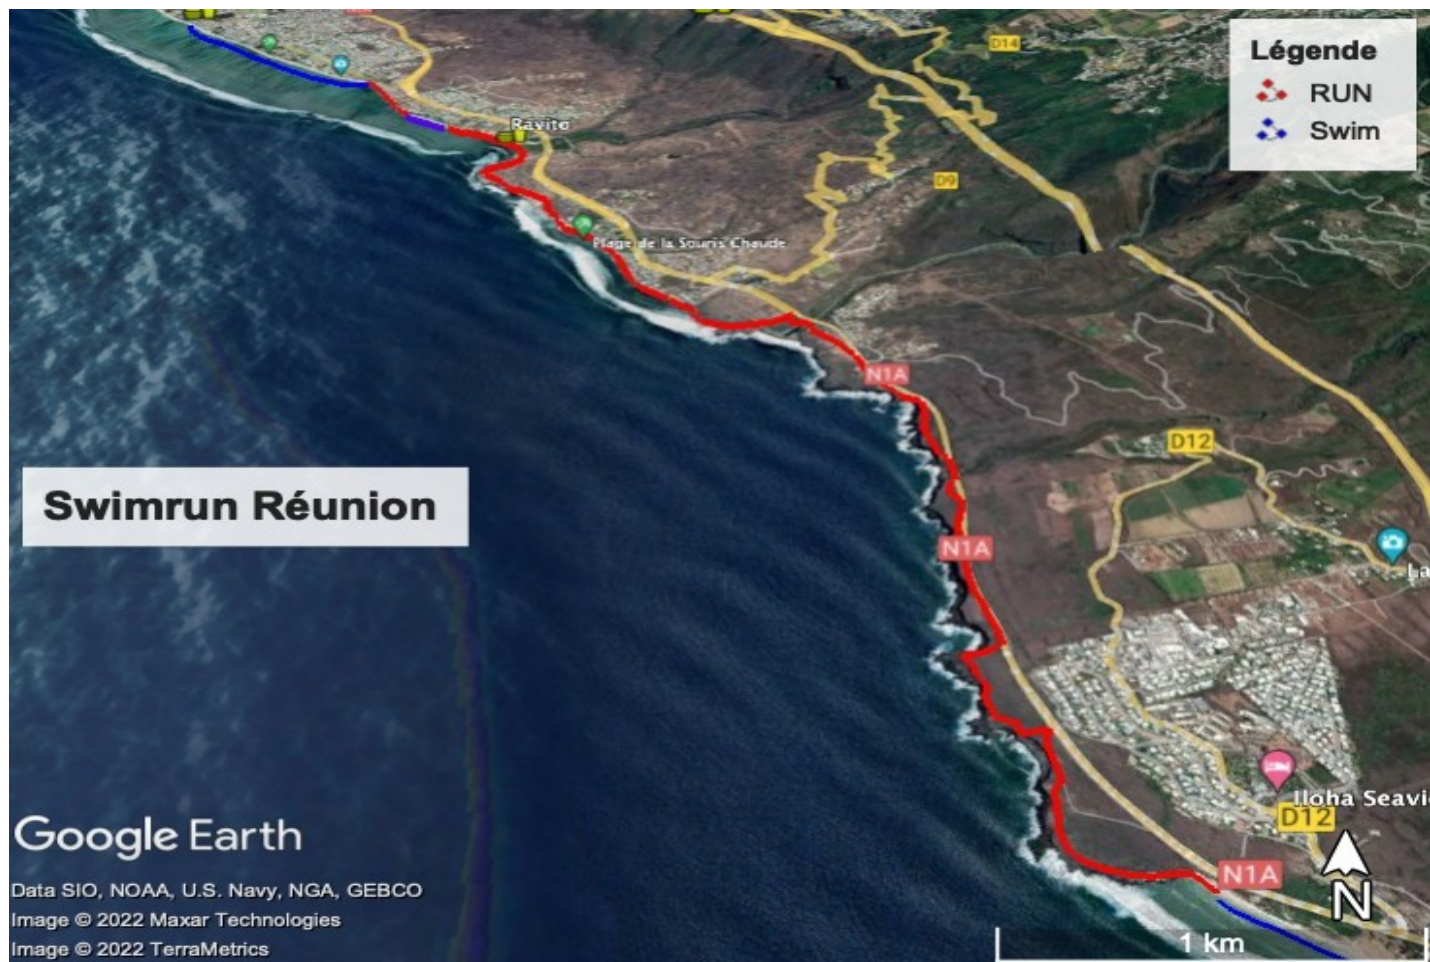 Légende
RUN
Swim
D14
Ravito
D9
Plage de la Souris Chaude
N1A
D12
Swimrun Réunion
N1A
La
Iloha Seavi
D12
N1A
N
Google Earth
Data SIO, NOAA, U.S. Navy, NGA, GEBCO
Image © 2022 Maxar Technologies
Image © 2022 TerraMetrics
1 km